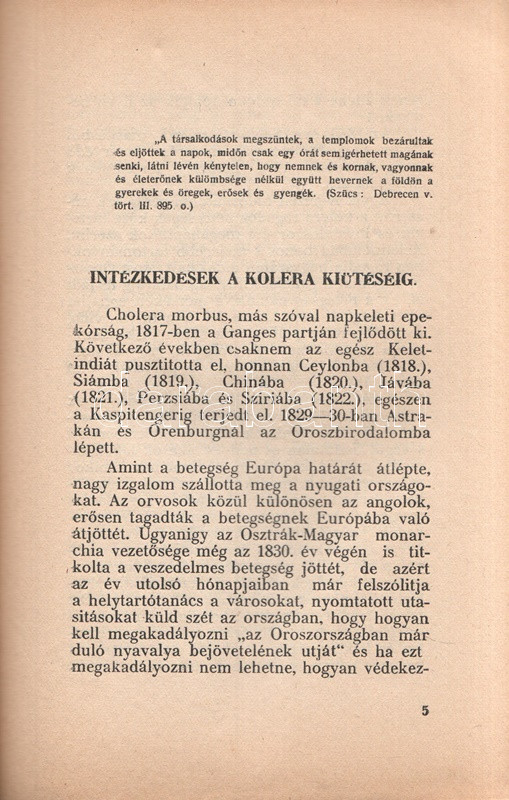 „A társalkodások megszüntek, a templomok bezárultak
és eljöttek a napok, midőn csak egy órát sem igérhetett magának
senki, látni lévén kénytelen, hogy nemnek és kornak, vagyonnak
és életerőnek külömbsége nélkül együtt hevernek a földön a
gyerekek és öregek, erősek és gyengék. (Szücs: Debrecen v.
tört. III. 895. o.)
INTÉZKEDÉSEK A KOLERA KIÜTÉSÉIG.
Cholera morbus, más szóval napkeleti epe-
kórság, 1817-ben a Ganges partján fejlődött ki.
Következő években csaknem az egész Kelet-
indiát pusztitotta el, honnan Ceylonba (1818.),
Siámba (1819.), Chinába (1820.), Jávába
(1821.), Perzsiába és Sziriába (1822.), egészen
a Kaspitengerig terjedt el. 1829—30-ban Astra-
kán és Orenburgnál az Oroszbirodalomba
lépett.
Amint a betegség Európa határát átlépte,
nagy izgalom szállotta meg a nyugati országo-
kat. Az orvosok közül különösen az angolok,
erősen tagadták a betegségnek Európába való
átjöttét. Ugyanigy az Osztrák-Magyar monar-
chia vezetősége még az 1830. év végén is tit-
kolta a veszedelmes betegség jöttét, de azért
az év utolsó hónapjaiban már felszólitja
a helytartótanács a városokat, nyomtatott uta-
sitásokat küld szét az országban, hogy hogyan
kell megakadályozni „az Oroszországban már
duló nyavalya bejövetelének utját“ és ha ezt
megakadályozni nem lehetne, hogyan védekez-
5